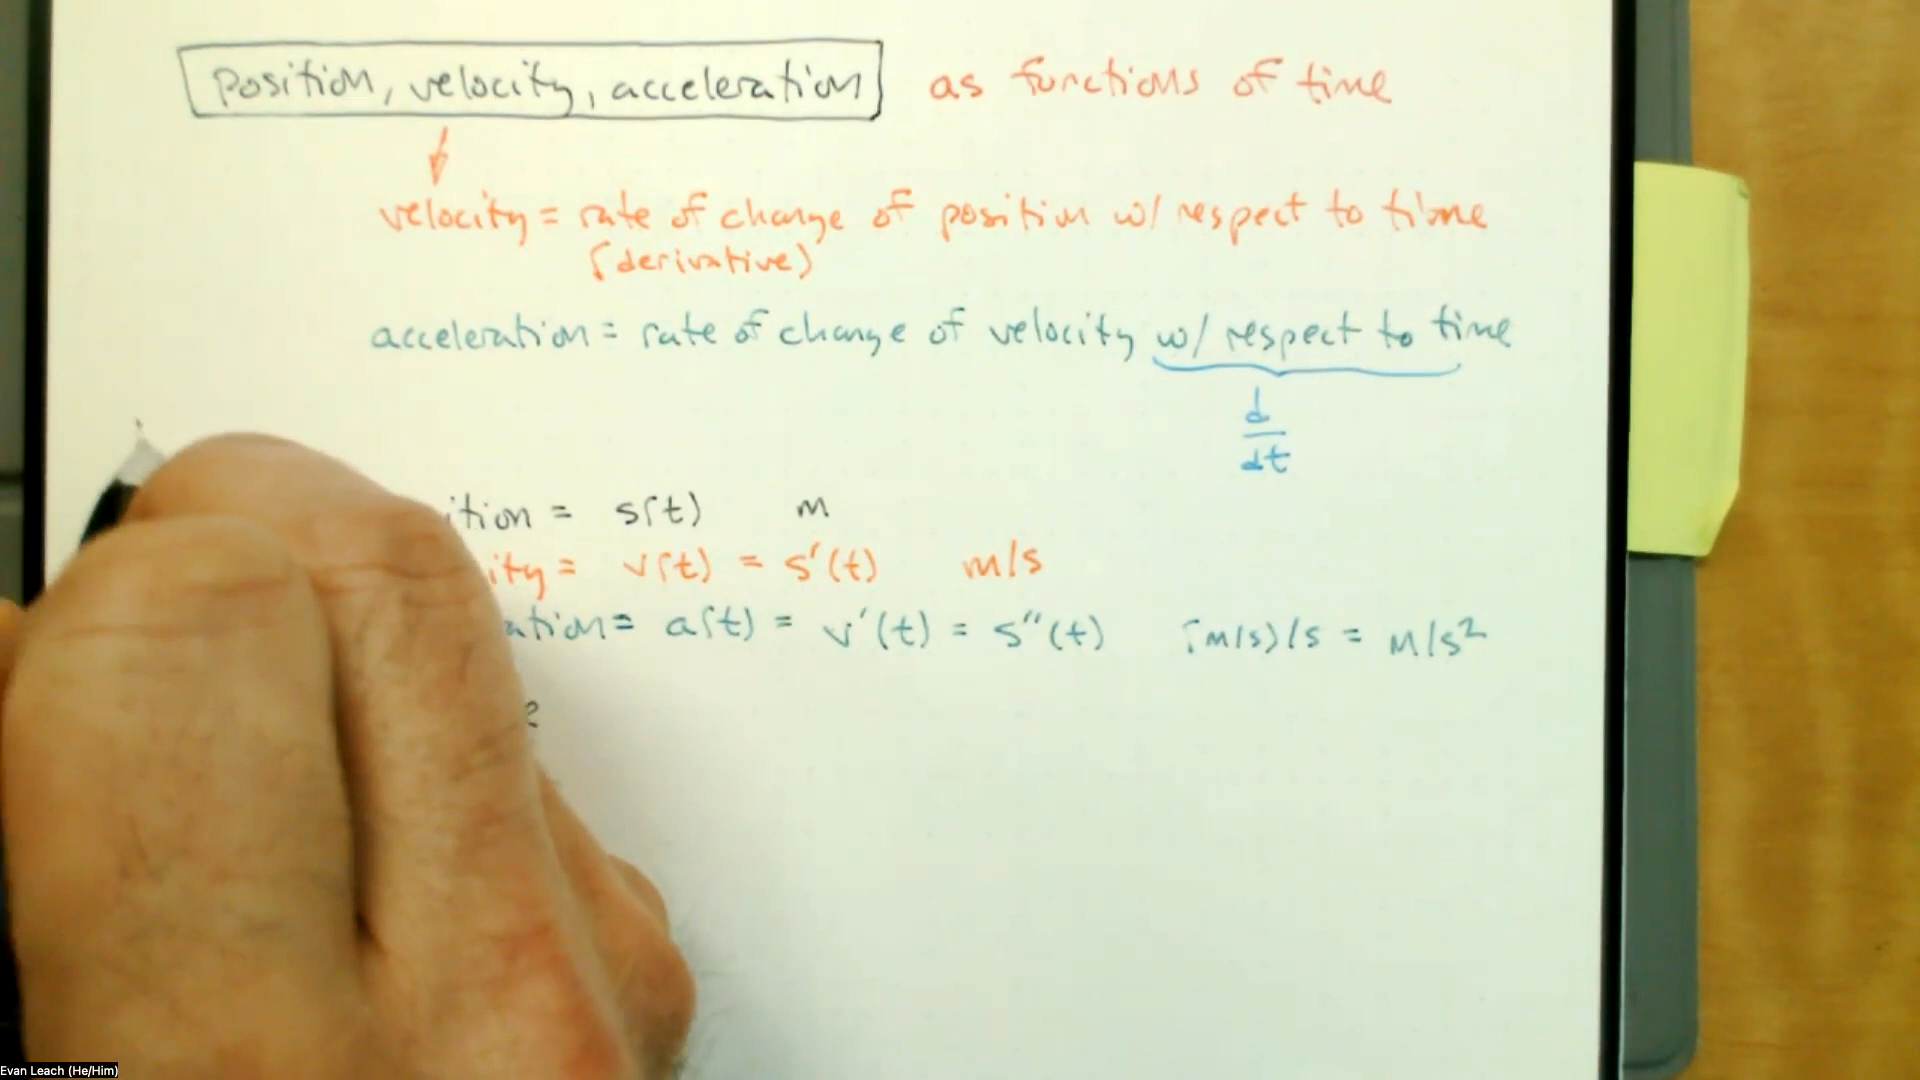 position, velocity, acceleration as functions of time
velocity = rate of change of position w/ respect to time
(derivative)
acceleration = rate of change of velocity w/ respect to time
d
dt
ition = s(t) m
ity = v(t) = s'(t) m/s
ation = a(t) = v'(t) = s''(t) (m/s)/s = m/s²
Evan Leach (He/Him)